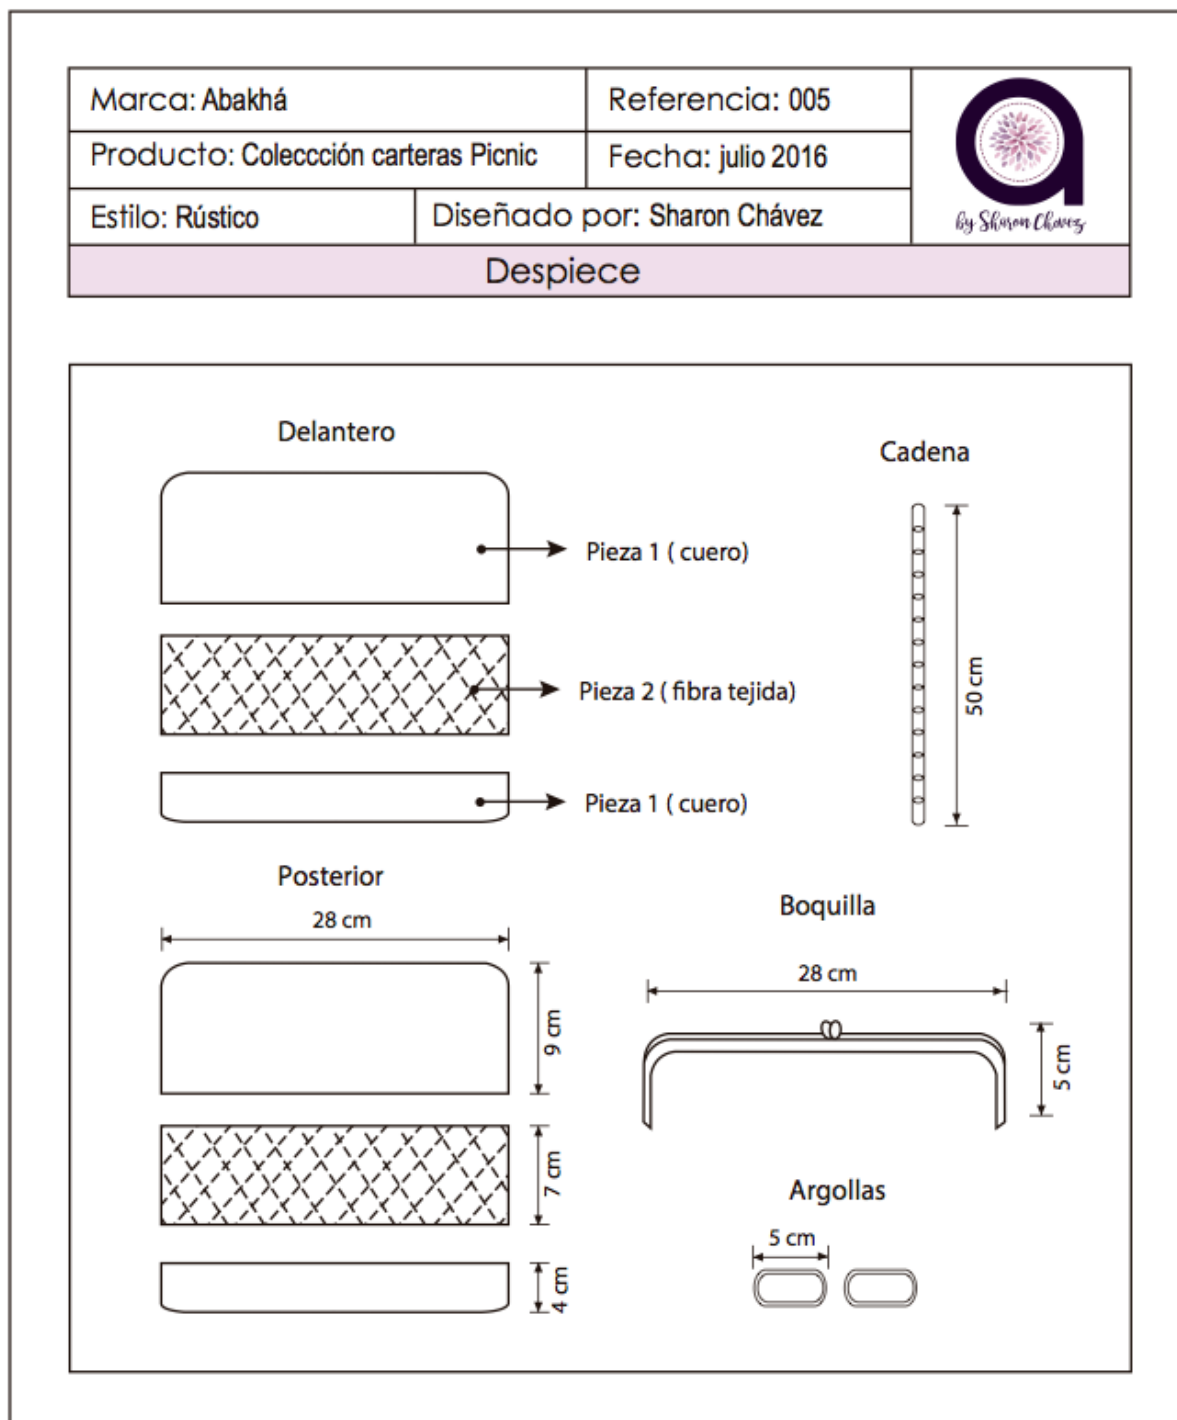 Marca: Abakhá
Referencia: 005
Producto: Coleccción carteras Picnic
Fecha: julio 2016
Estilo: Rústico
Diseñado por: Sharon Chávez
a
by Sharon Chavez
Despiece
Delantero
Cadena
Pieza 1 ( cuero)
Pieza 2 ( fibra tejida)
50 cm
Pieza 1 ( cuero)
Posterior
28 cm
Boquilla
28 cm
9 cm
5 cm
7 cm
Argollas
5 cm
4 cm